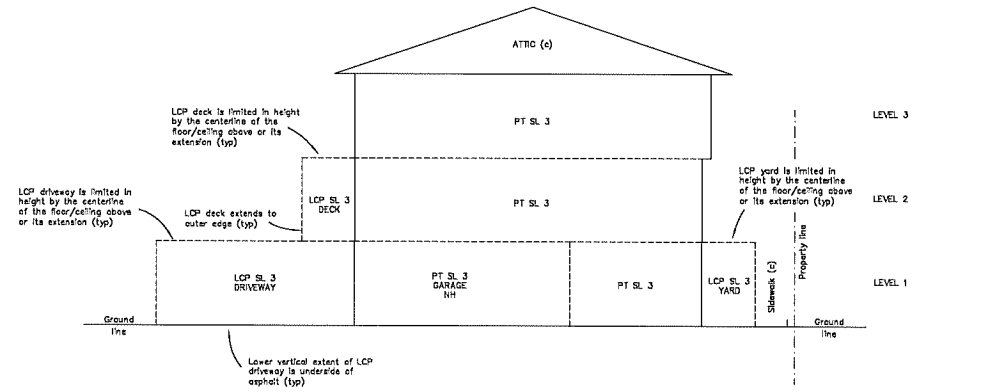 ATTIC (c)
LCP deck is limited in height
by the centerline of the
floor/ceiling above or its
extension (typ)
PT SL 3
LEVEL 3
LCP driveway is limited in
height by the centerline
of the floor/ceiling above
or its extension (typ)
LCP deck extends to
outer edge (typ)
LCP SL 3
DECK
PT SL 3
LCP yard is limited in
height by the centerline
of the floor/ceiling above
or its extension (typ)
LEVEL 2
LCP SL 3
DRIVEWAY
PT SL 3
GARAGE
NH
PT SL 3
LCP SL 3
YARD
Sidewalk (c)
Property line
LEVEL 1
Ground
line
Ground
line
Lower vertical extent of LCP
driveway is underside of
asphalt (typ)